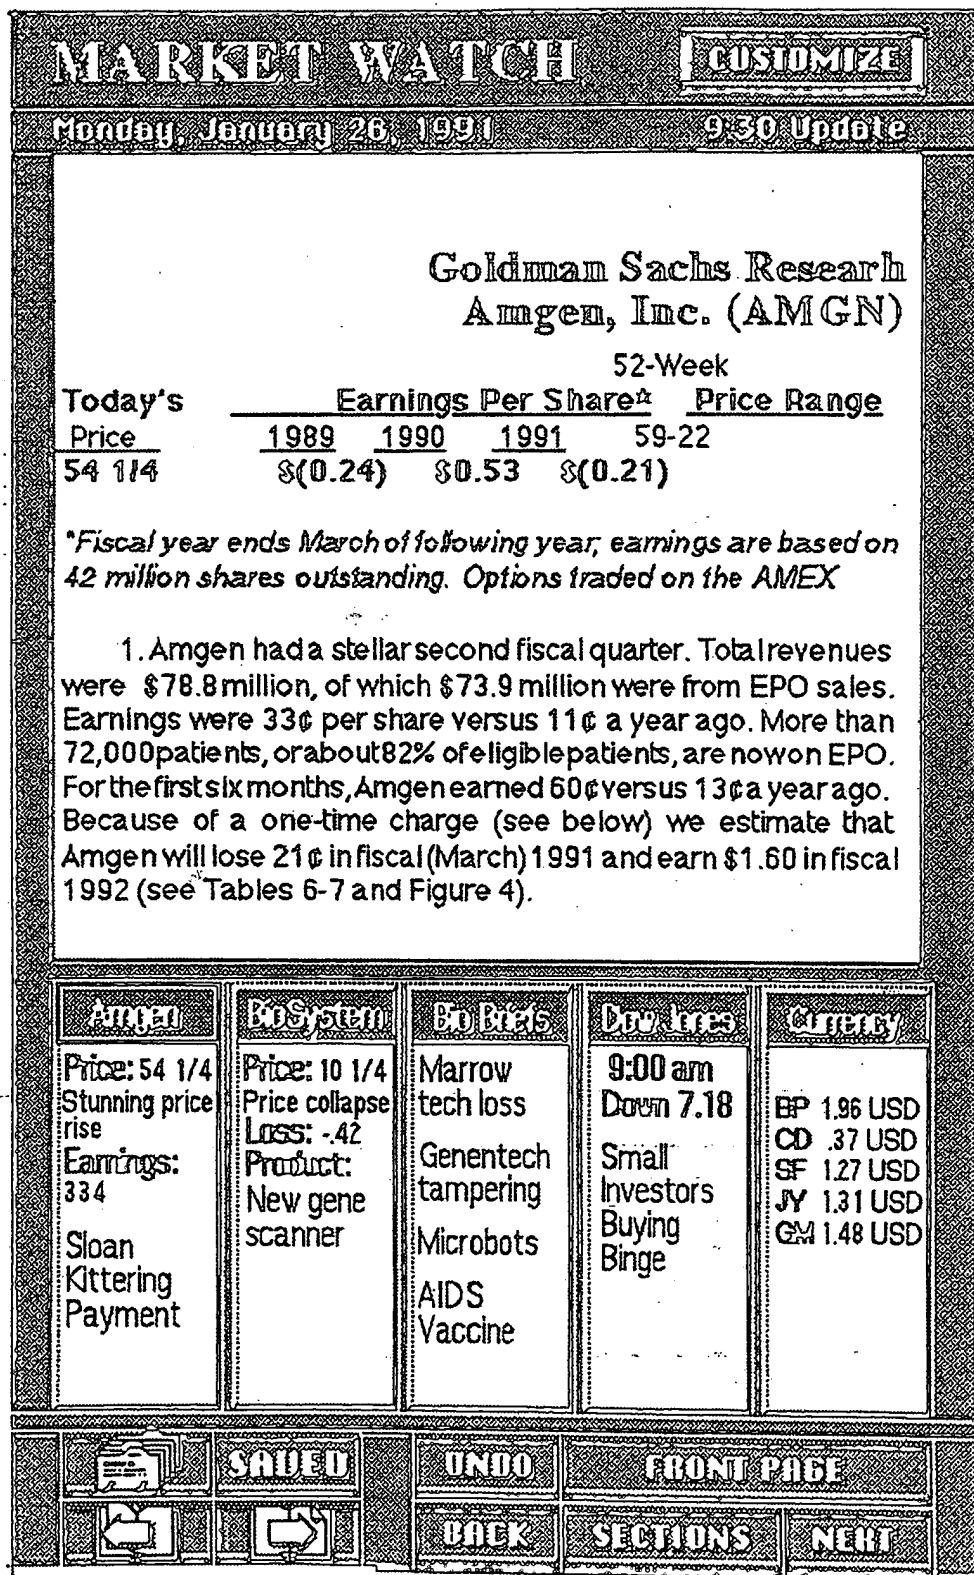 MARKET WATCH
CUSTOMIZE
Monday, January 28, 1991
9:30 Update
Goldman Sachs Researh
Amgen, Inc. (AMGN)
52-Week
Today's Earnings Per Share* Price Range
Price 1989 1990 1991 59-22
54 1/4 $(0.24) $0.53 $(0.21)
*Fiscal year ends March of following year, earnings are based on
42 million shares outstanding. Options traded on the AMEX
1. Amgen had a stellar second fiscal quarter. Total revenues
were $78.8 million, of which $73.9 million were from EPO sales.
Earnings were 33¢ per share versus 11¢ a year ago. More than
72,000 patients, or about 82% of eligible patients, are now on EPO.
For the first six months, Amgen earned 60¢ versus 13¢ a year ago.
Because of a one-time charge (see below) we estimate that
Amgen will lose 21¢ in fiscal (March) 1991 and earn $1.60 in fiscal
1992 (see Tables 6-7 and Figure 4).
Amgen
Price: 54 1/4
Stunning price
rise
Earnings:
334
Sloan
Kittering
Payment
BioSystem
Price: 10 1/4
Price collapse
Loss: -.42
Product:
New gene
scanner
Bio Briefs
Marrow
tech loss
Genentech
tampering
Microbots
AIDS
Vaccine
Dow Jones
9:00 am
Down 7.18
Small
Investors
Buying
Binge
Currency
BP 1.96 USD
CD .37 USD
SF 1.27 USD
JY 1.31 USD
GM 1.48 USD
SAVED
UNDO
FRONT PAGE
BACK
SECTIONS
NEXT